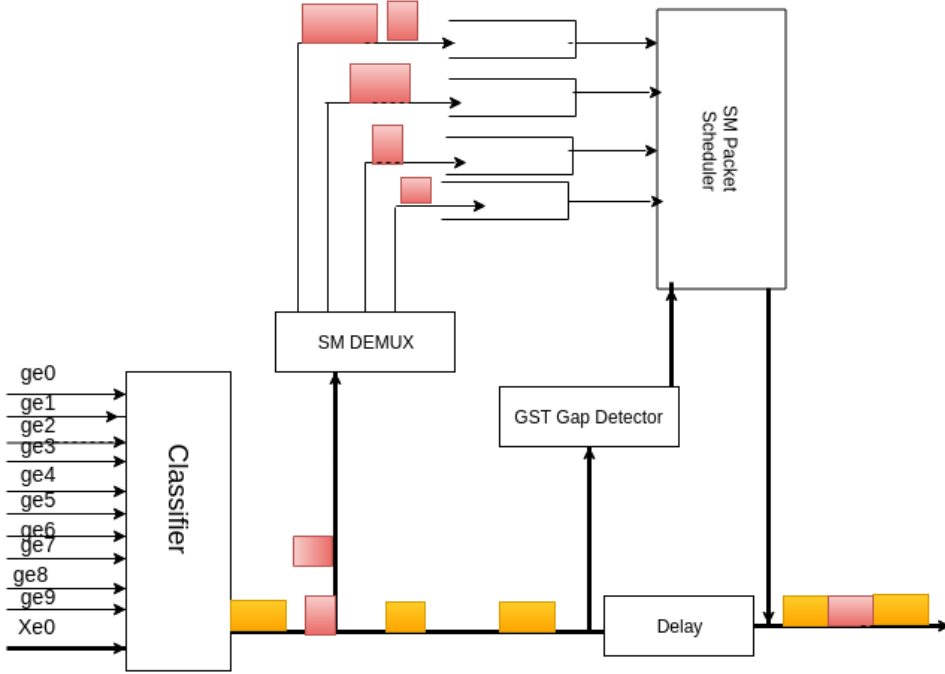 SM Packet
Scheduler
SM DEMUX
ge0
ge1
ge2
ge3
ge4
ge5
ge6
ge7
ge8
ge9
Xe0
Classifier
GST Gap Detector
Delay